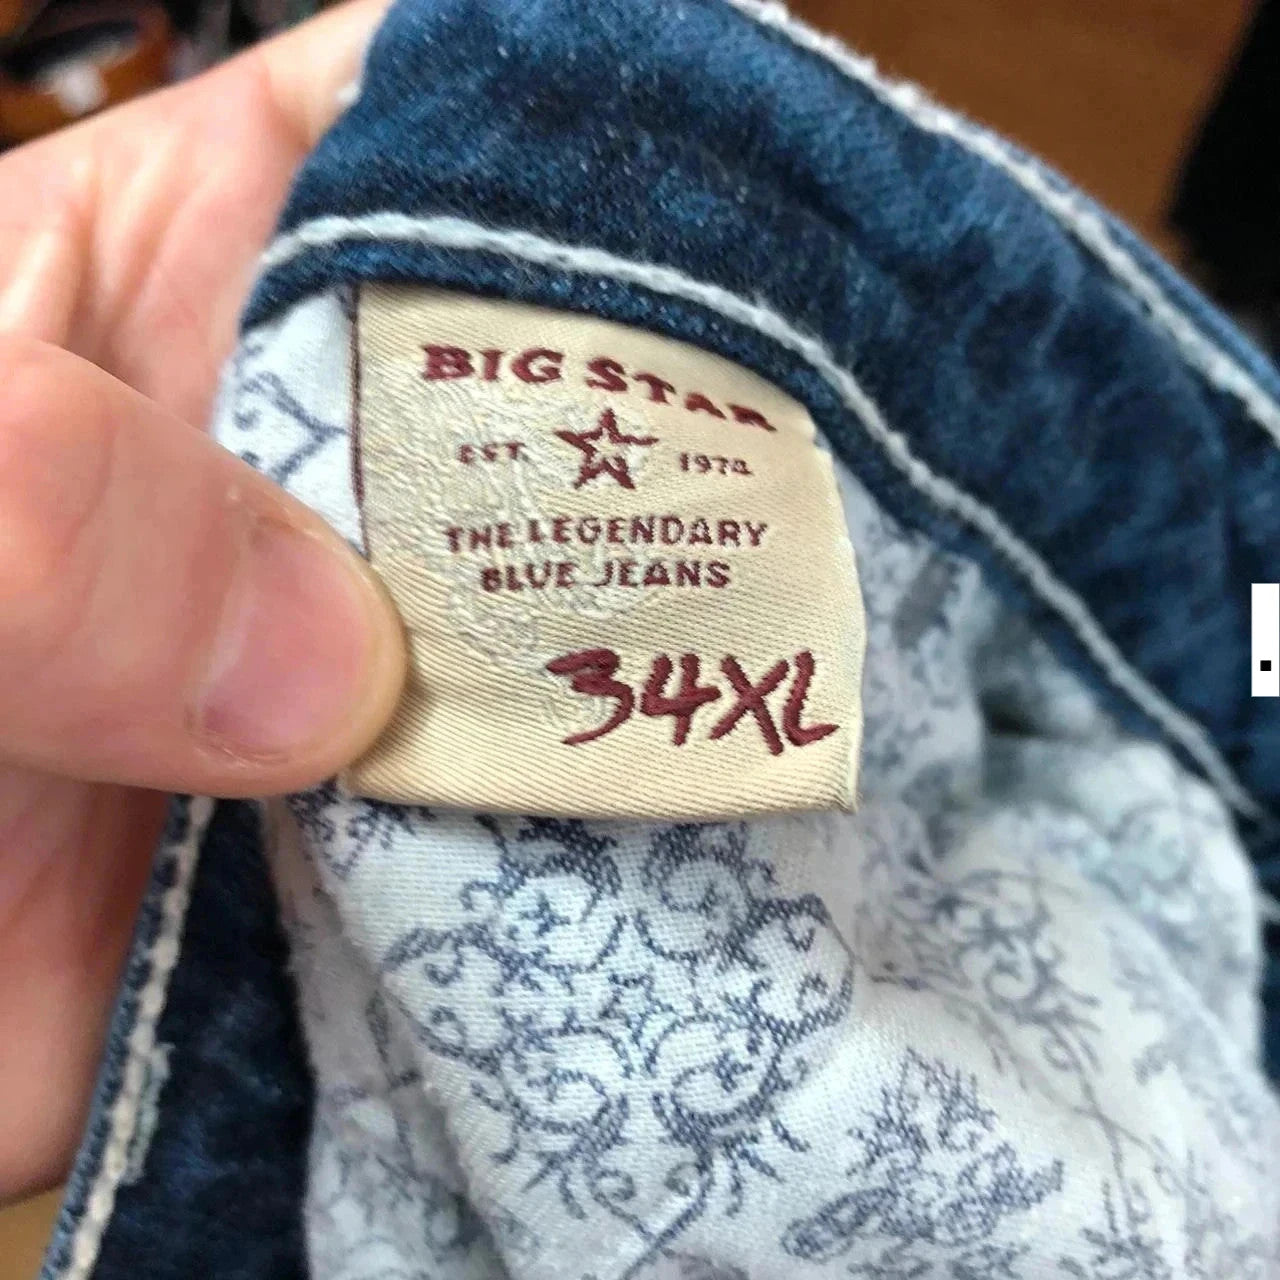 BIG STAR
EST. 1974
THE LEGENDARY
BLUE JEANS
34XL